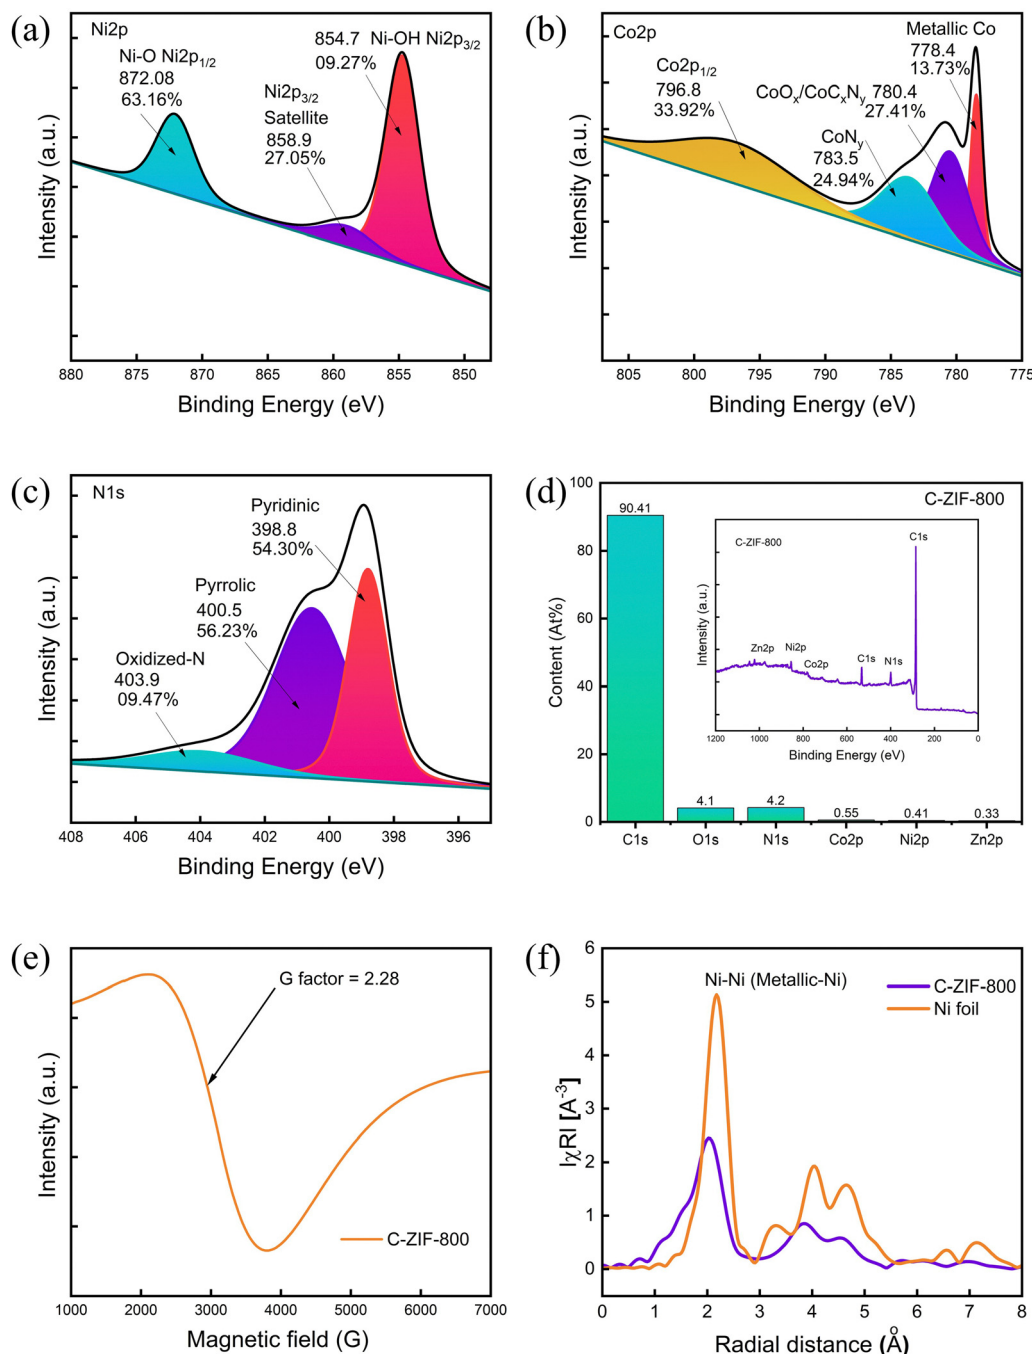 (a)
Ni2p
Ni-O Ni2p1/2
872.08
63.16%
Ni2p3/2
Satellite
858.9
27.05%
854.7 Ni-OH Ni2p3/2
09.27%
Intensity (a.u.)
880 875 870 865 860 855 850
Binding Energy (eV)
(b)
Co2p
Co2p1/2
796.8
33.92%
CoOx/CoCxNy 780.4
27.41%
CoNy
783.5
24.94%
Metallic Co
778.4
13.73%
Intensity (a.u.)
805 800 795 790 785 780 775
Binding Energy (eV)
(c)
N1s
Pyridinic
398.8
54.30%
Pyrrolic
400.5
56.23%
Oxidized-N
403.9
09.47%
Intensity (a.u.)
408 406 404 402 400 398 396
Binding Energy (eV)
(d)
C-ZIF-800
Content (At%)
100
80
60
40
20
0
90.41
4.1
4.2
0.55
0.41
0.33
C1s O1s N1s Co2p Ni2p Zn2p
C-ZIF-800
C1s
Zn2p
Ni2p
Co2p
C1s
N1s
Intensity (a.u.)
1200 1000 800 600 400 200 0
Binding Energy (eV)
(e)
G factor = 2.28
C-ZIF-800
Intensity (a.u.)
1000 2000 3000 4000 5000 6000 7000
Magnetic field (G)
(f)
Ni-Ni (Metallic-Ni)
C-ZIF-800
Ni foil
IχRI [A-3]
6
5
4
3
2
1
0
0 1 2 3 4 5 6 7 8
Radial distance (Å)